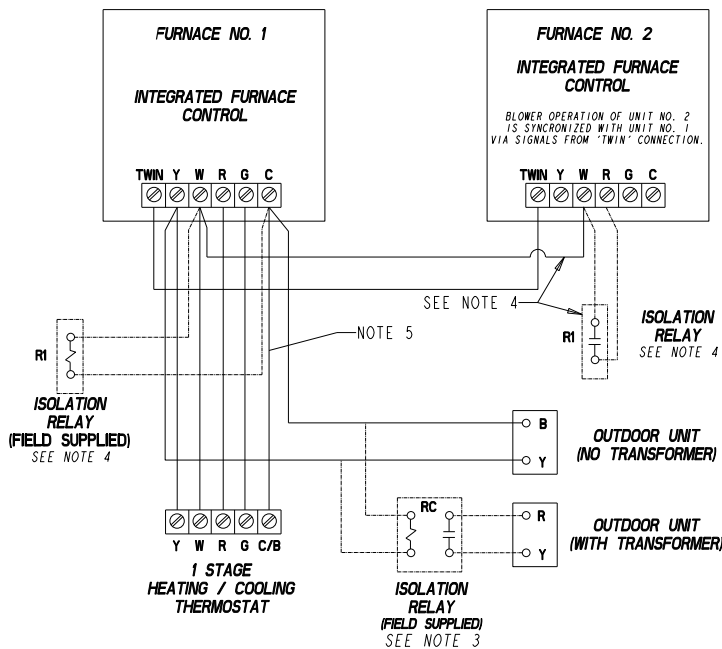 FURNACE NO. 1
INTEGRATED FURNACE
CONTROL
TWIN Y W R G C
FURNACE NO. 2
INTEGRATED FURNACE
CONTROL
BLOWER OPERATION OF UNIT NO. 2
IS SYNCRONIZED WITH UNIT NO. 1
VIA SIGNALS FROM 'TWIN' CONNECTION.
TWIN Y W R G C
SEE NOTE 4
NOTE 5
R1
ISOLATION
RELAY
(FIELD SUPPLIED)
SEE NOTE 4
R1
ISOLATION
RELAY
SEE NOTE 4
B
Y
OUTDOOR UNIT
(NO TRANSFORMER)
RC
R
Y
OUTDOOR UNIT
(WITH TRANSFORMER)
ISOLATION
RELAY
(FIELD SUPPLIED)
SEE NOTE 3
Y W R G C/B
1 STAGE
HEATING / COOLING
THERMOSTAT